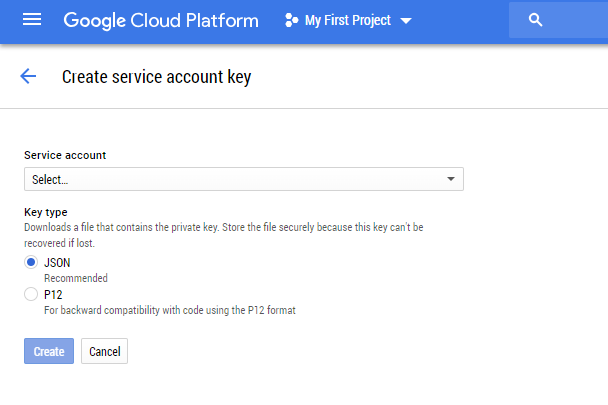 Google Cloud Platform My First Project
Create service account key
Service account
Select...
Key type
Downloads a file that contains the private key. Store the file securely because this key can't be
recovered if lost.
JSON
Recommended
P12
For backward compatibility with code using the P12 format
Create Cancel